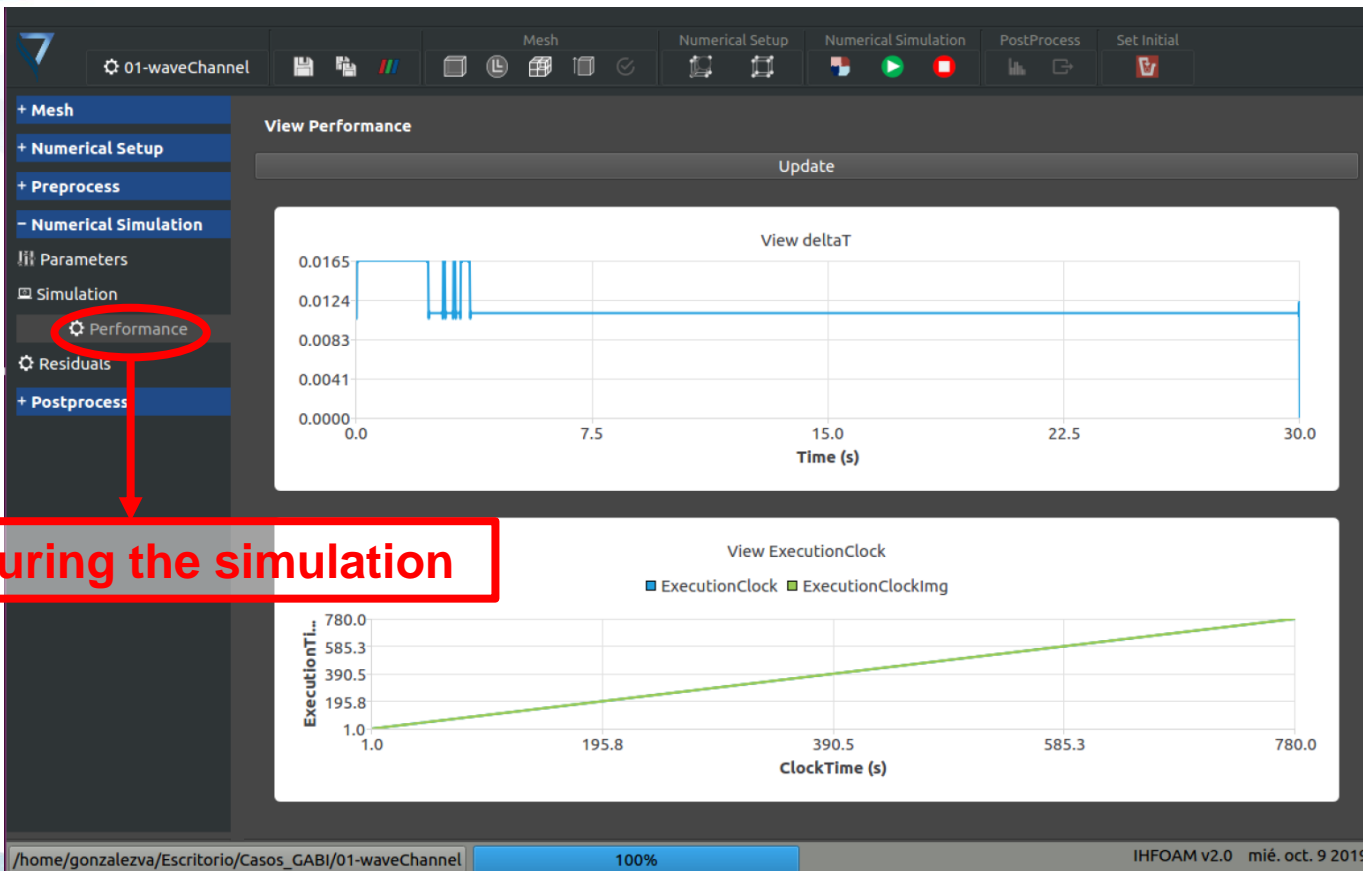 Mesh Numerical Setup Numerical Simulation PostProcess Set Initial
01-waveChannel
+ Mesh
+ Numerical Setup
+ Preprocess
− Numerical Simulation
Parameters
Simulation
Performance
Residuals
+ Postprocess
View Performance
Update
View deltaT
0.0165
0.0124
0.0083
0.0041
0.0000
0.0 7.5 15.0 22.5 30.0
Time (s)
uring the simulation
View ExecutionClock
ExecutionClock ExecutionClockImg
ExecutionTi...
780.0
585.3
390.5
195.8
1.0
1.0 195.8 390.5 585.3 780.0
ClockTime (s)
/home/gonzalezva/Escritorio/Casos_GABI/01-waveChannel 100% IHFOAM v2.0 mié. oct. 9 2019